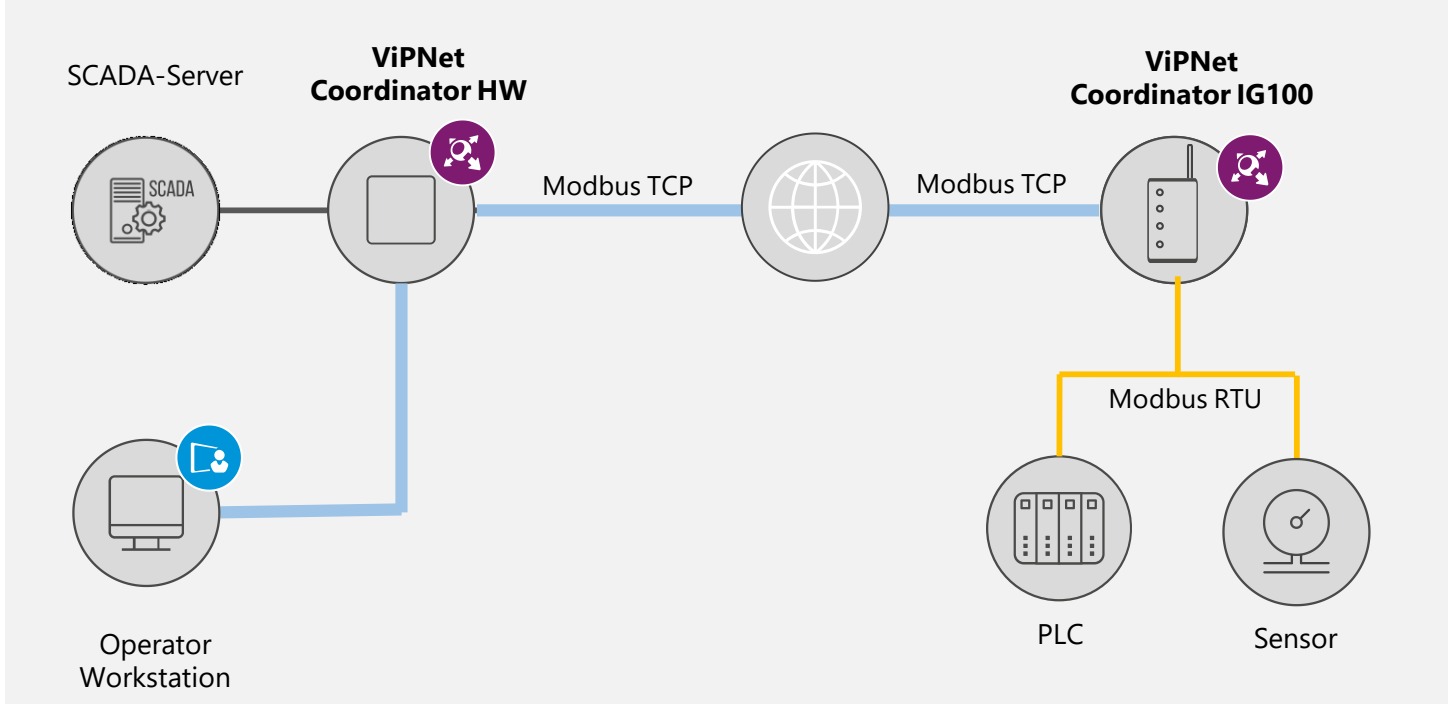 SCADA-Server
ViPNet
Coordinator HW
ViPNet
Coordinator IG100
SCADA
Modbus TCP
Modbus TCP
Modbus RTU
Operator
Workstation
PLC
Sensor